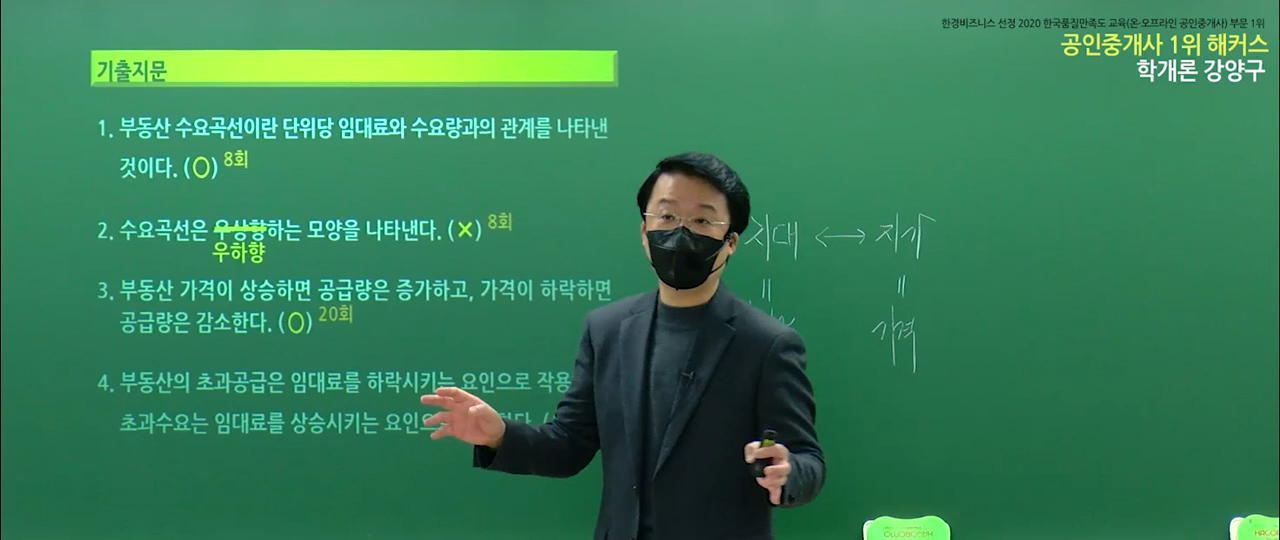 한경비즈니스 선정 2020 한국품질만족도 교육(온·오프라인 공인중개사) 부문 1위
공인중개사 1위 해커스
학개론 강양구
기출지문
1. 부동산 수요곡선이란 단위당 임대료와 수요량과의 관계를 나타낸
것이다. (O) 8회
2. 수요곡선은 우상향하는 모양을 나타낸다. (×) 8회
우하향
3. 부동산 가격이 상승하면 공급량은 증가하고, 가격이 하락하면
공급량은 감소한다. (O) 20회
4. 부동산의 초과공급은 임대료를 하락시키는 요인으로 작용
초과수요는 임대료를 상승시키는 요인으
지대 ↔ 지가
= =
가격